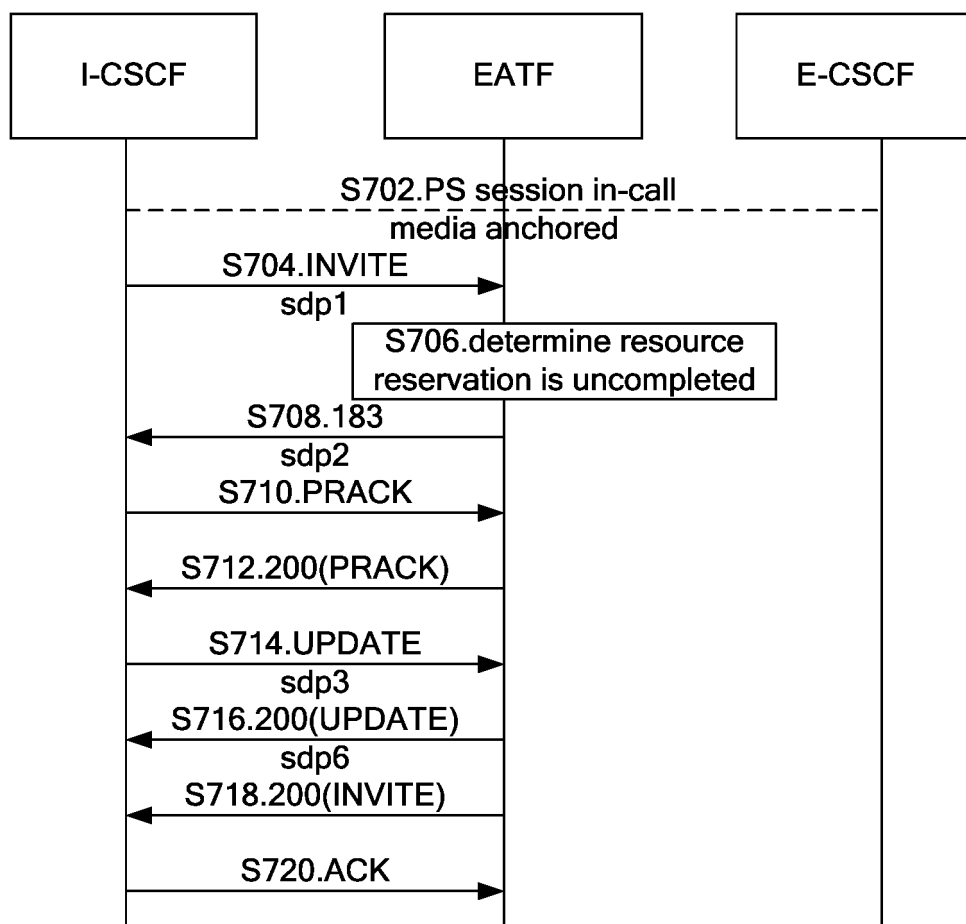 I-CSCF
EATF
E-CSCF
S702.PS session in-call
media anchored
S704.INVITE
sdp1
S706.determine resource
reservation is uncompleted
S708.183
sdp2
S710.PRACK
S712.200(PRACK)
S714.UPDATE
sdp3
S716.200(UPDATE)
sdp6
S718.200(INVITE)
S720.ACK